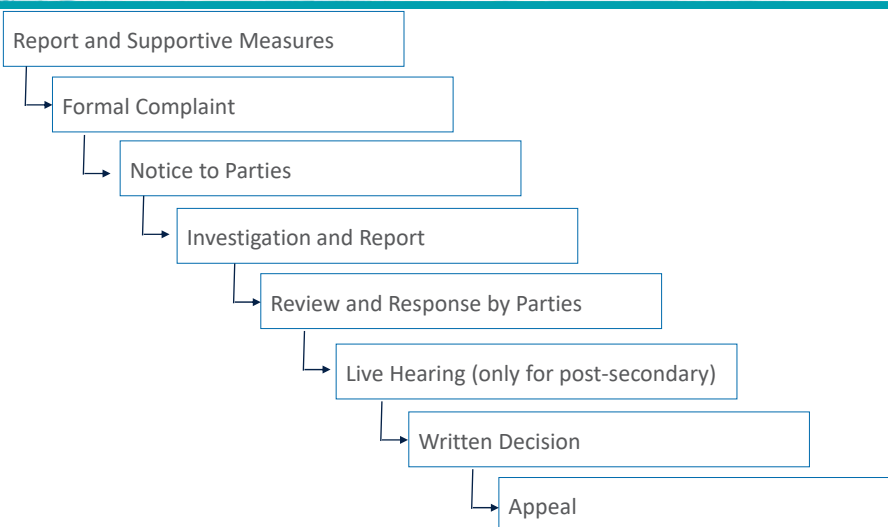 Report and Supportive Measures
Formal Complaint
Notice to Parties
Investigation and Report
Review and Response by Parties
Live Hearing (only for post-secondary)
Written Decision
Appeal